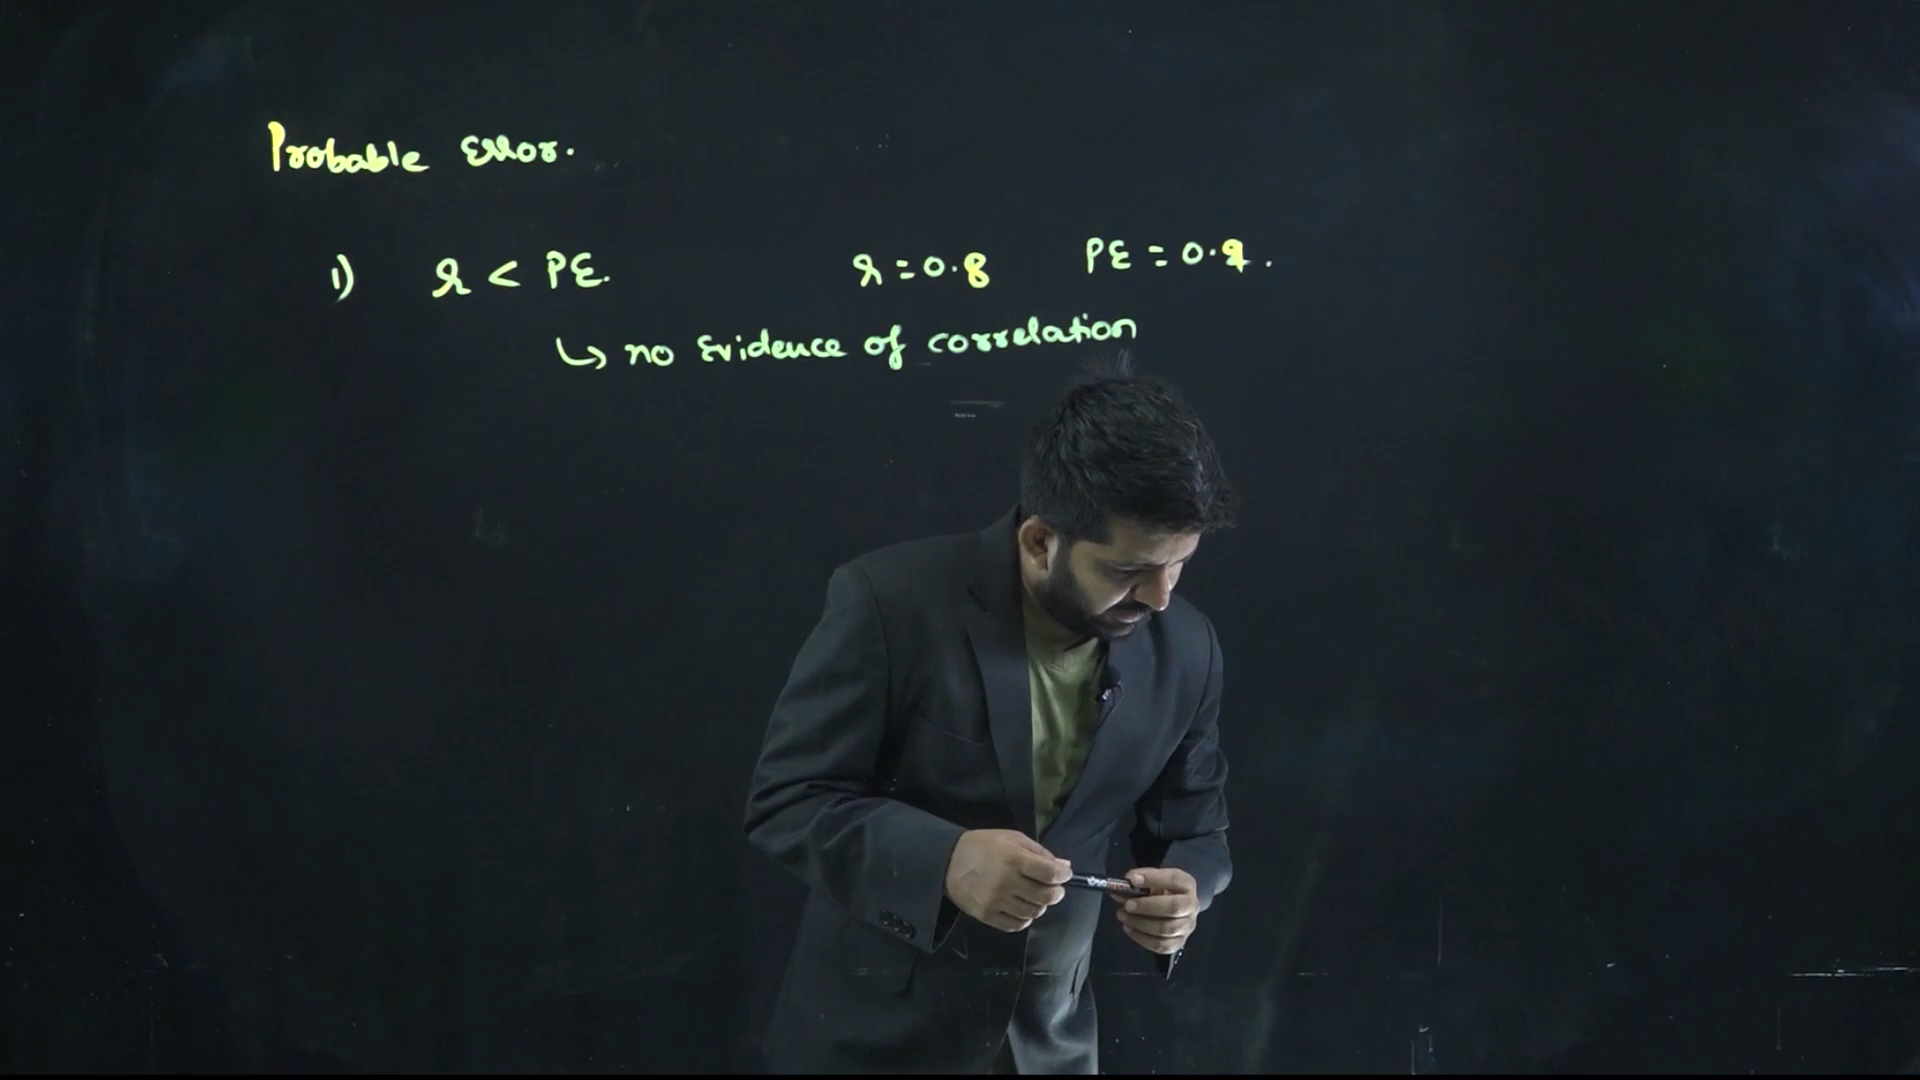 Probable Error.
1) r < PE. r = 0.8 PE = 0.9.
↳ no Evidence of correlation